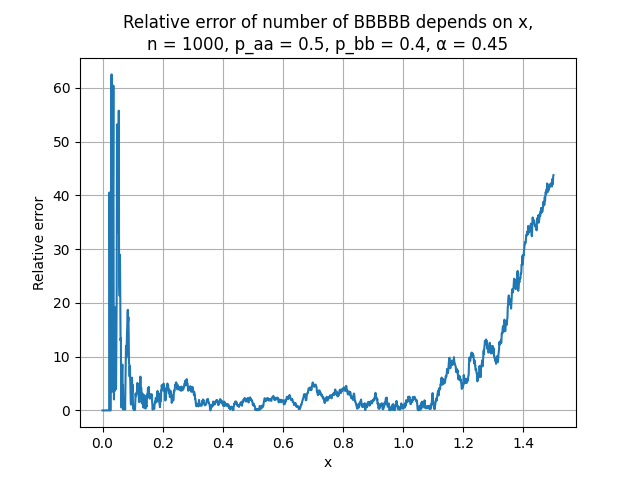 Relative error of number of BBBBB depends on x,
n = 1000, p_aa = 0.5, p_bb = 0.4, α = 0.45
60
50
40
30
20
10
0
Relative error
0.0 0.2 0.4 0.6 0.8 1.0 1.2 1.4
x